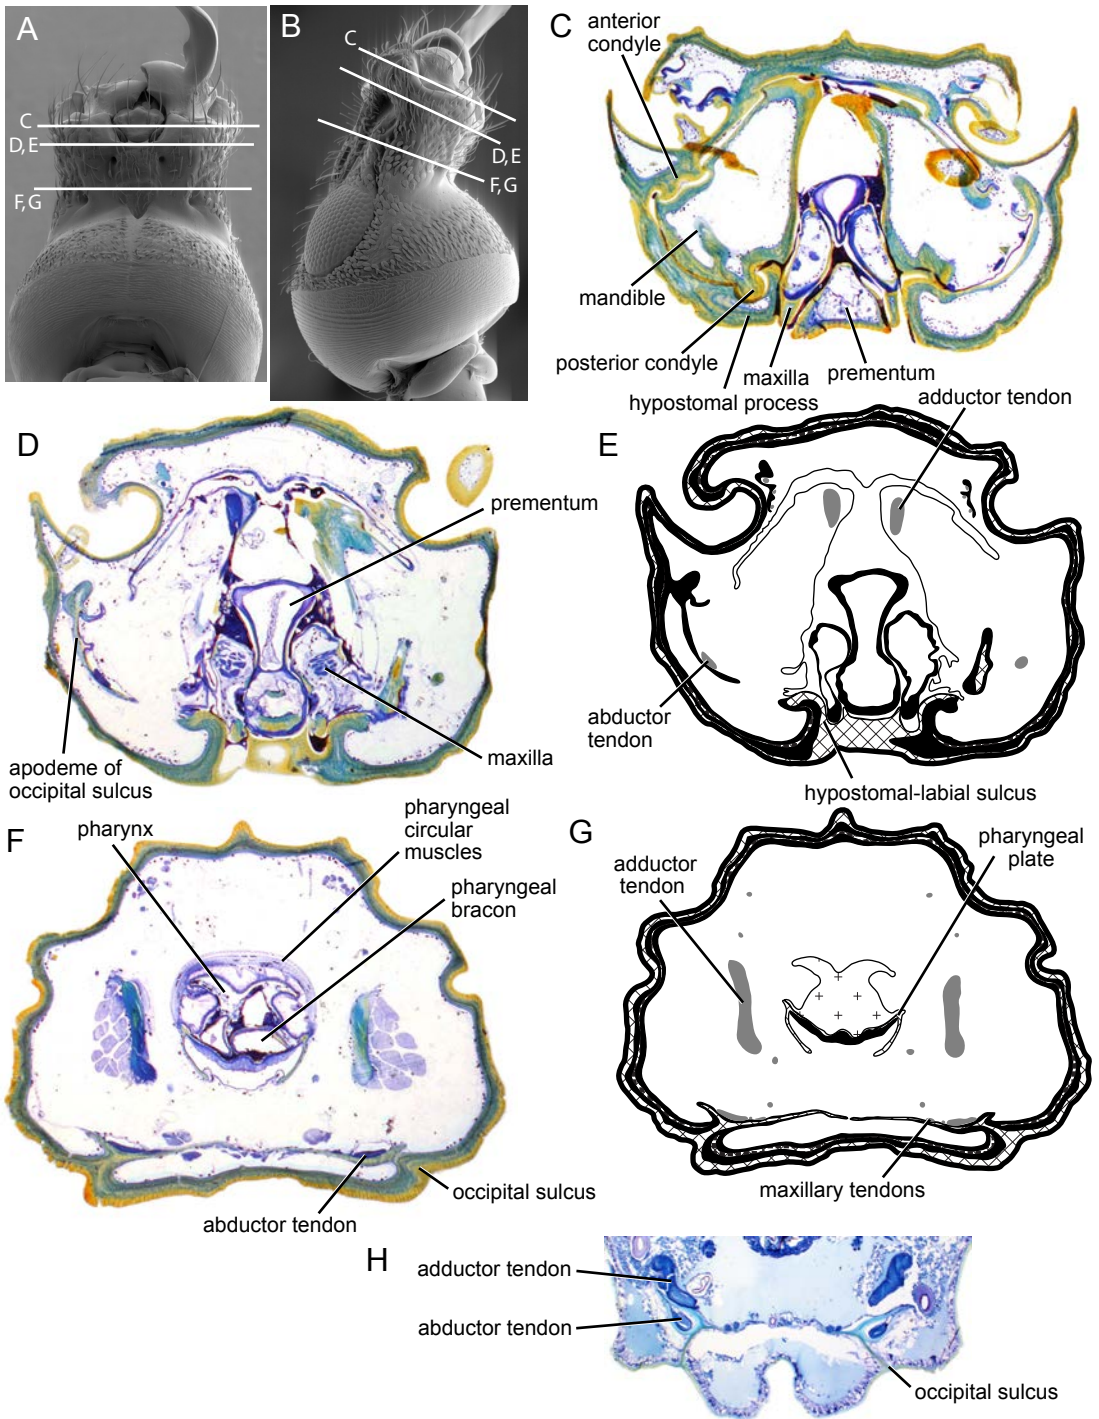 A
C
D,E
F,G
B
C
D,E
F,G
C
anterior
condyle
mandible
posterior condyle
maxilla
prementum
hypostomal process
D
prementum
maxilla
apodeme of
occipital sulcus
E
adductor tendon
abductor
tendon
hypostomal-labial sulcus
F
pharynx
pharyngeal
circular
muscles
pharyngeal
bracon
occipital sulcus
abductor tendon
G
adductor
tendon
pharyngeal
plate
maxillary tendons
H
adductor tendon
abductor tendon
occipital sulcus